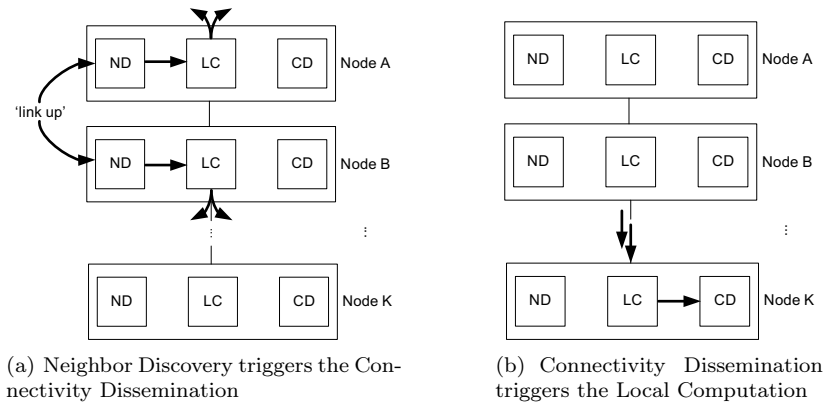 ND LC CD Node A
'link up'
ND LC CD Node B
⋮ ⋮
ND LC CD Node K
(a) Neighbor Discovery triggers the Con-
nectivity Dissemination
ND LC CD Node A
ND LC CD Node B
⋮
ND LC CD Node K
(b) Connectivity Dissemination
triggers the Local Computation